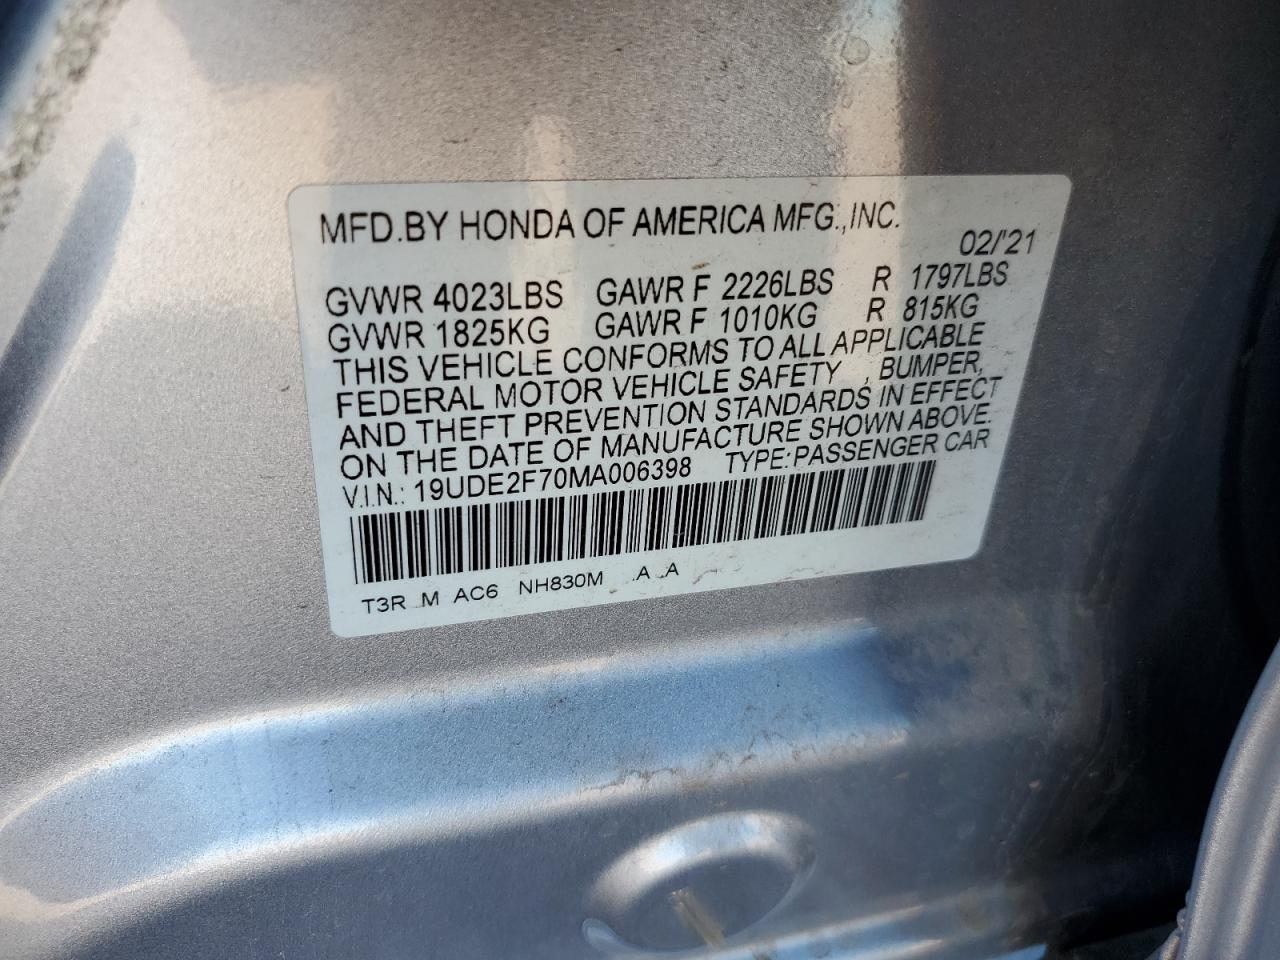 MFD.BY HONDA OF AMERICA MFG.,INC.
02/'21
GVWR 4023LBS GAWR F 2226LBS R 1797LBS
GVWR 1825KG GAWR F 1010KG R 815KG
THIS VEHICLE CONFORMS TO ALL APPLICABLE
FEDERAL MOTOR VEHICLE SAFETY , BUMPER,
AND THEFT PREVENTION STANDARDS IN EFFECT
ON THE DATE OF MANUFACTURE SHOWN ABOVE.
V.I.N.: 19UDE2F70MA006398 TYPE:PASSENGER CAR
T3R M AC6 NH830M .A .A